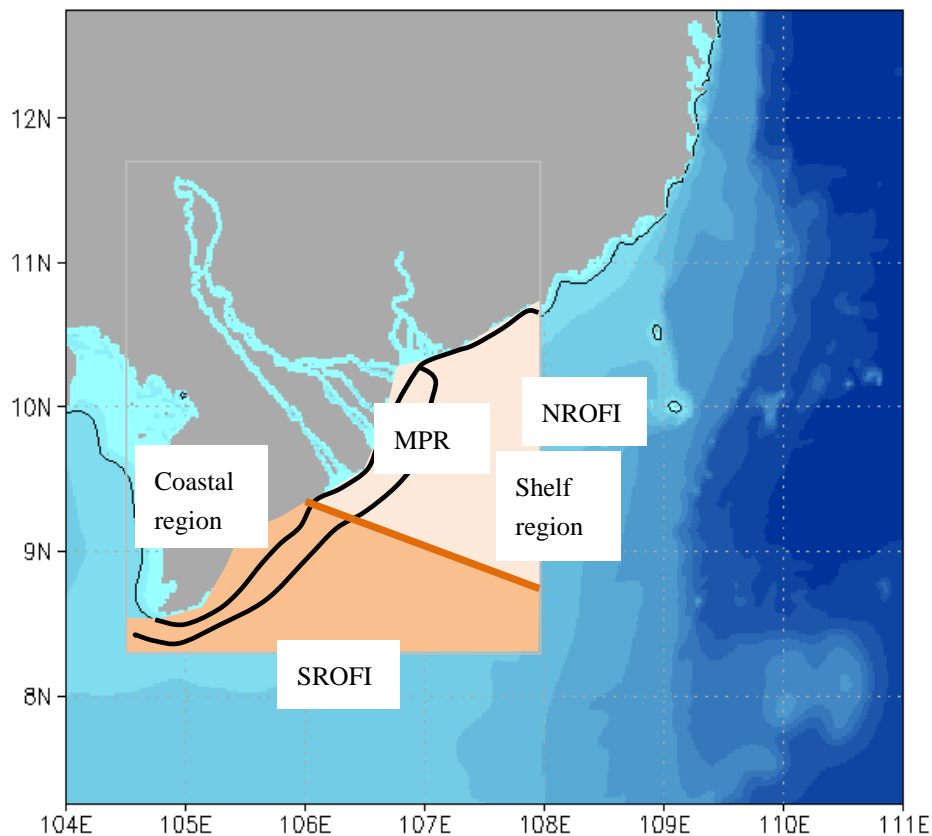 12N
11N
10N
9N
8N
MPR
NROFI
Coastal
region
Shelf
region
SROFI
104E 105E 106E 107E 108E 109E 110E 111E